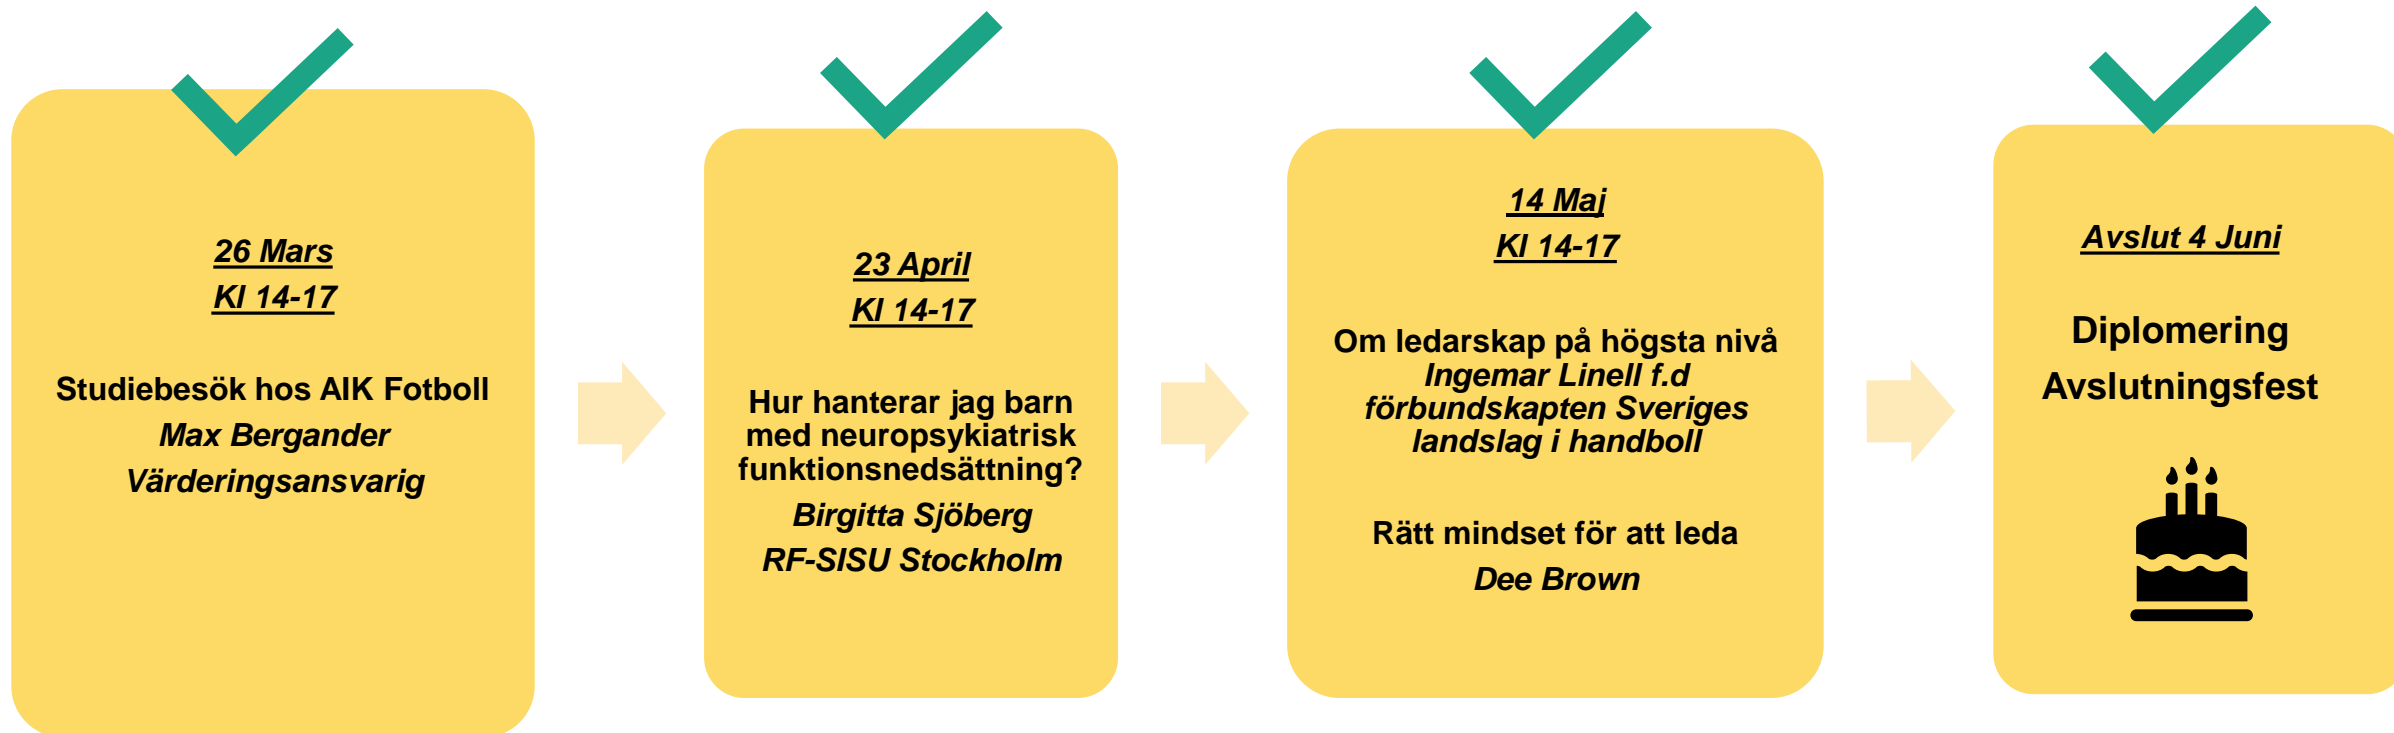 26 Mars
Kl 14-17
Studiebesök hos AIK Fotboll
Max Bergander
Värderingsansvarig
23 April
Kl 14-17
Hur hanterar jag barn
med neuropsykiatrisk
funktionsnedsättning?
Birgitta Sjöberg
RF-SISU Stockholm
14 Maj
Kl 14-17
Om ledarskap på högsta nivå
Ingemar Linell f.d
förbundskapten Sveriges
landslag i handboll
Rätt mindset för att leda
Dee Brown
Avslut 4 Juni
Diplomering
Avslutningsfest